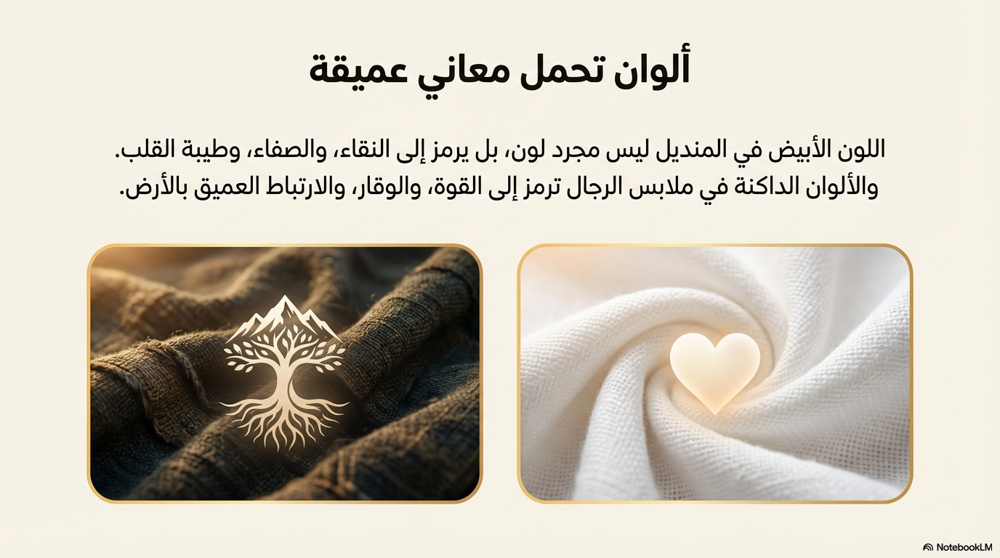 ألوان تحمل معاني عميقة
اللون الأبيض في المنديل ليس مجرد لون، بل يرمز إلى النقاء، والصفاء، وطيبة القلب.
والألوان الداكنة في ملابس الرجال ترمز إلى القوة، والوقار، والارتباط العميق بالأرض.
NotebookLM